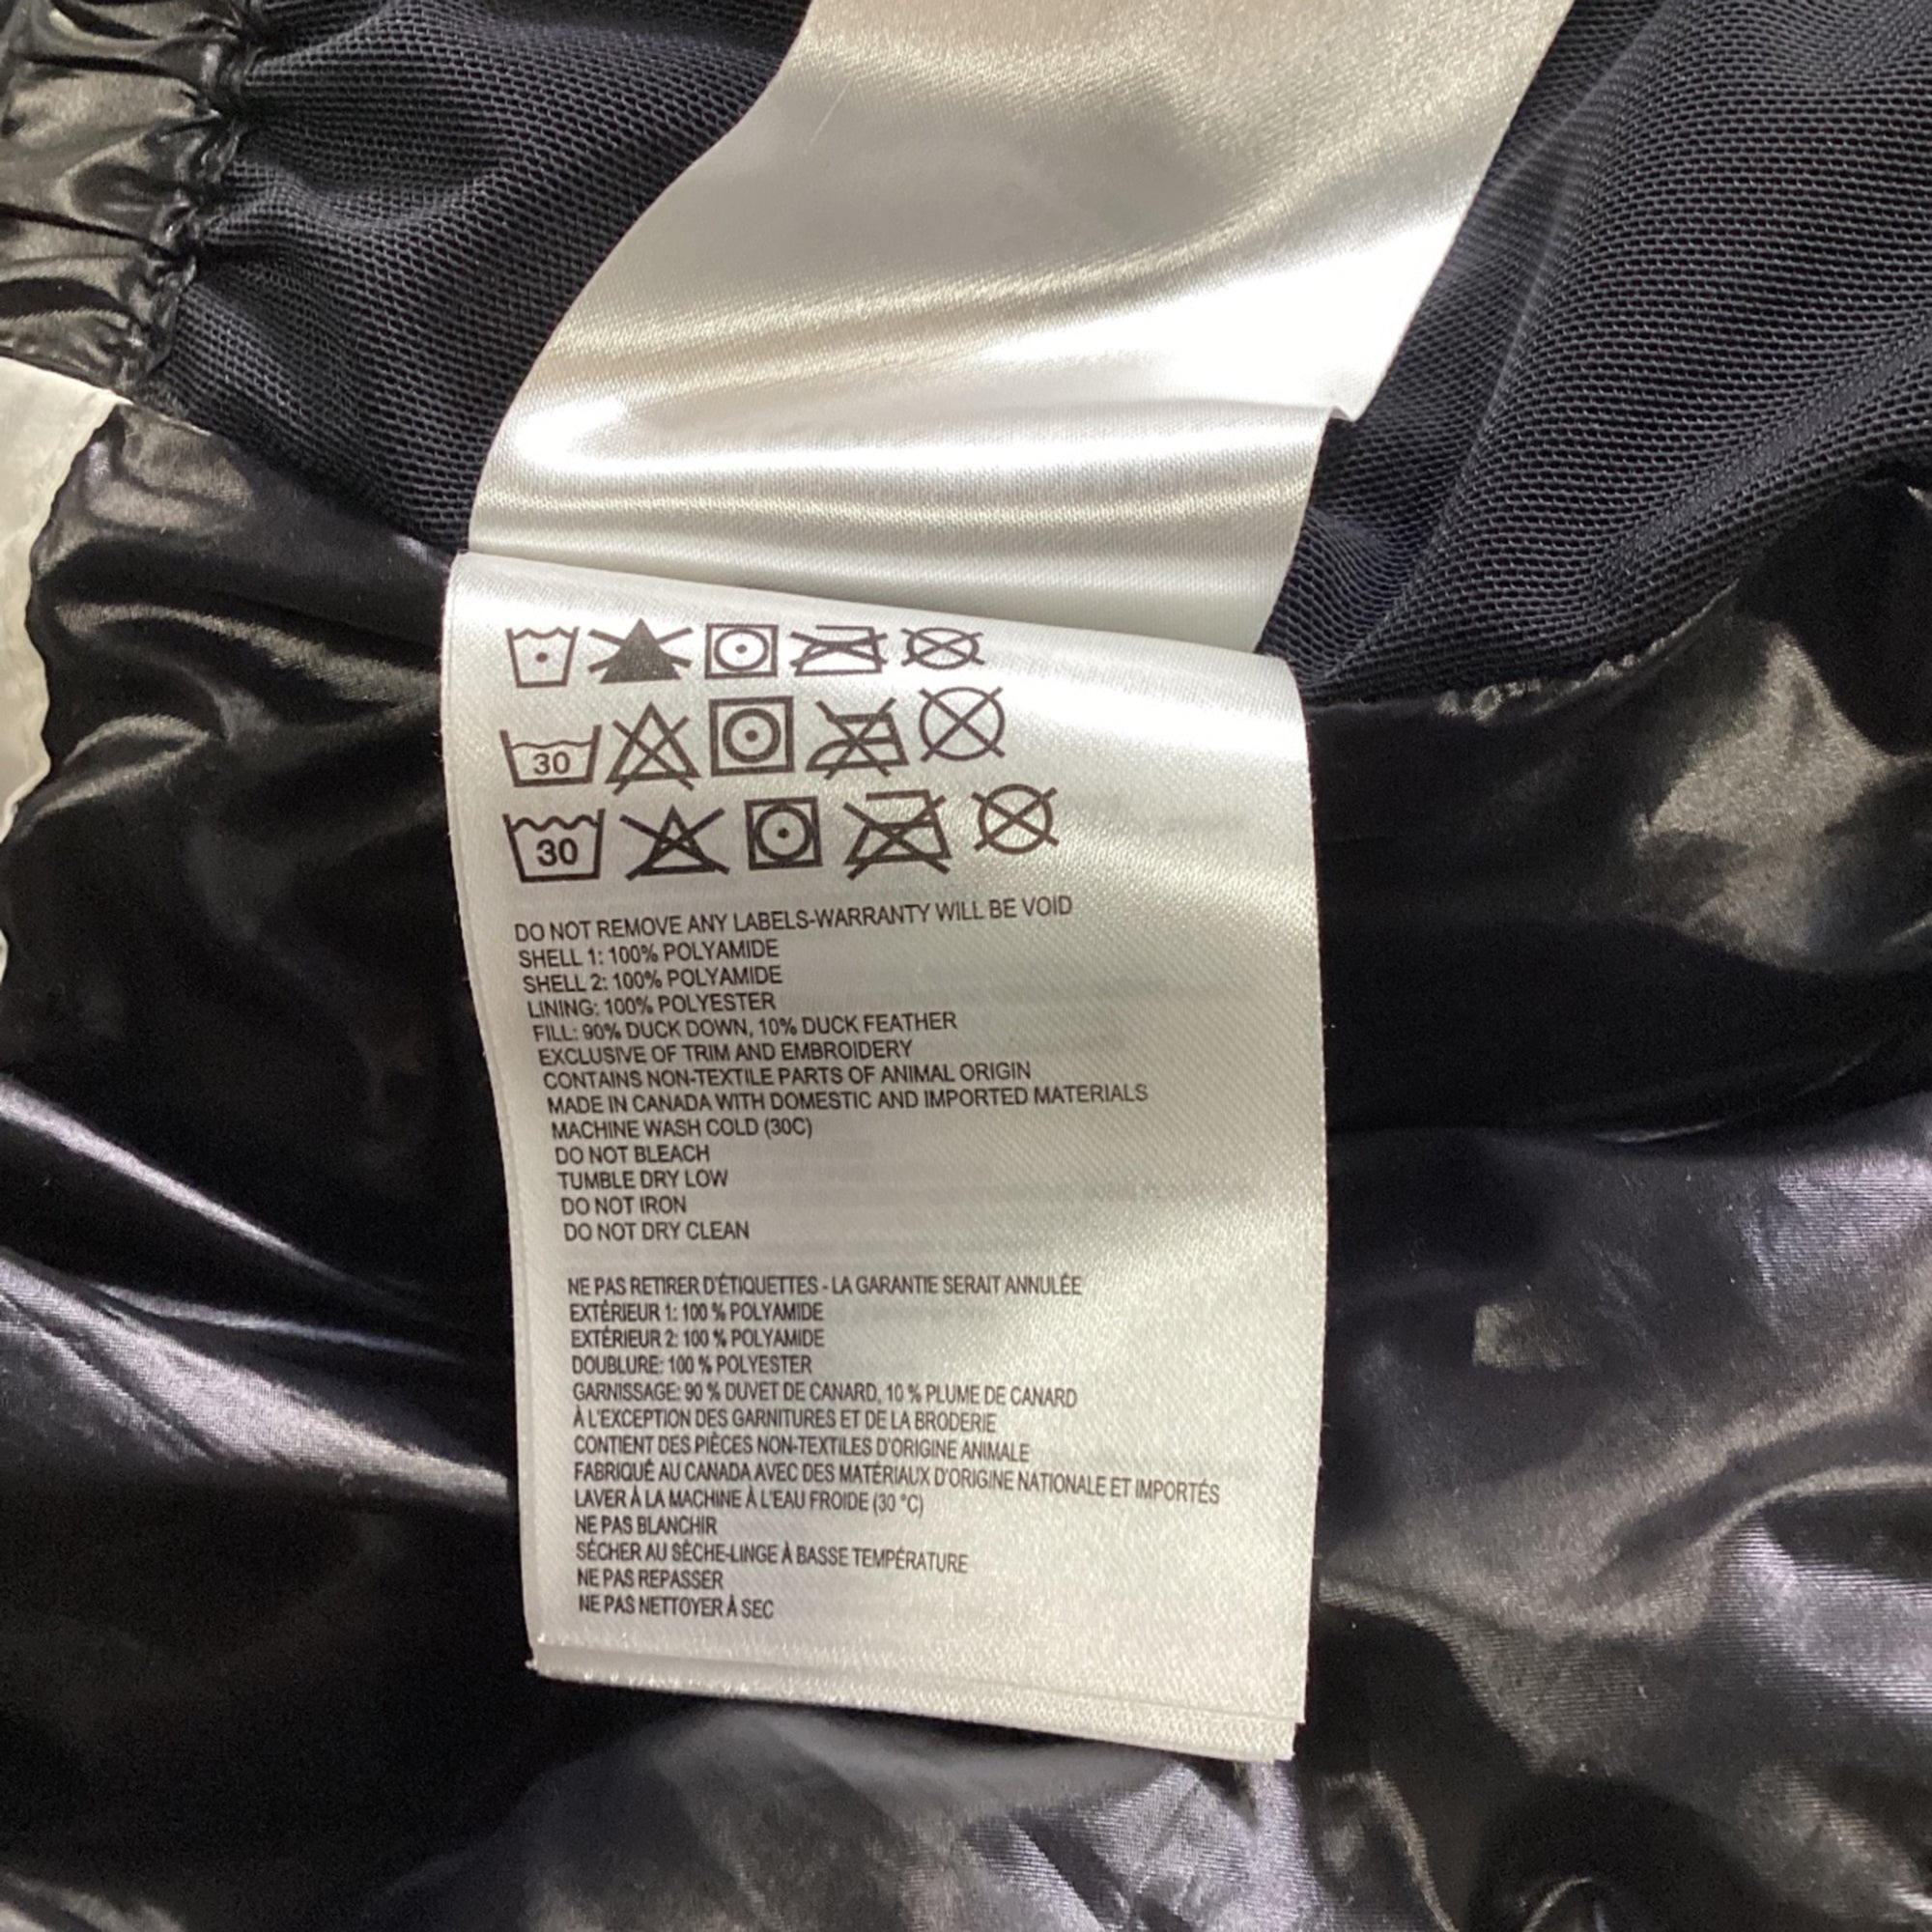 30
30
DO NOT REMOVE ANY LABELS-WARRANTY WILL BE VOID
SHELL 1: 100% POLYAMIDE
SHELL 2: 100% POLYAMIDE
LINING: 100% POLYESTER
FILL: 90% DUCK DOWN, 10% DUCK FEATHER
EXCLUSIVE OF TRIM AND EMBROIDERY
CONTAINS NON-TEXTILE PARTS OF ANIMAL ORIGIN
MADE IN CANADA WITH DOMESTIC AND IMPORTED MATERIALS
MACHINE WASH COLD (30C)
DO NOT BLEACH
TUMBLE DRY LOW
DO NOT IRON
DO NOT DRY CLEAN
NE PAS RETIRER D'ÉTIQUETTES - LA GARANTIE SERAIT ANNULÉE
EXTÉRIEUR 1: 100 % POLYAMIDE
EXTÉRIEUR 2: 100 % POLYAMIDE
DOUBLURE: 100 % POLYESTER
GARNISSAGE: 90 % DUVET DE CANARD, 10 % PLUME DE CANARD
À L'EXCEPTION DES GARNITURES ET DE LA BRODERIE
CONTIENT DES PIÈCES NON-TEXTILES D'ORIGINE ANIMALE
FABRIQUÉ AU CANADA AVEC DES MATÉRIAUX D'ORIGINE NATIONALE ET IMPORTÉS
LAVER À LA MACHINE À L'EAU FROIDE (30 °C)
NE PAS BLANCHIR
SÉCHER AU SÈCHE-LINGE À BASSE TEMPÉRATURE
NE PAS REPASSER
NE PAS NETTOYER À SEC